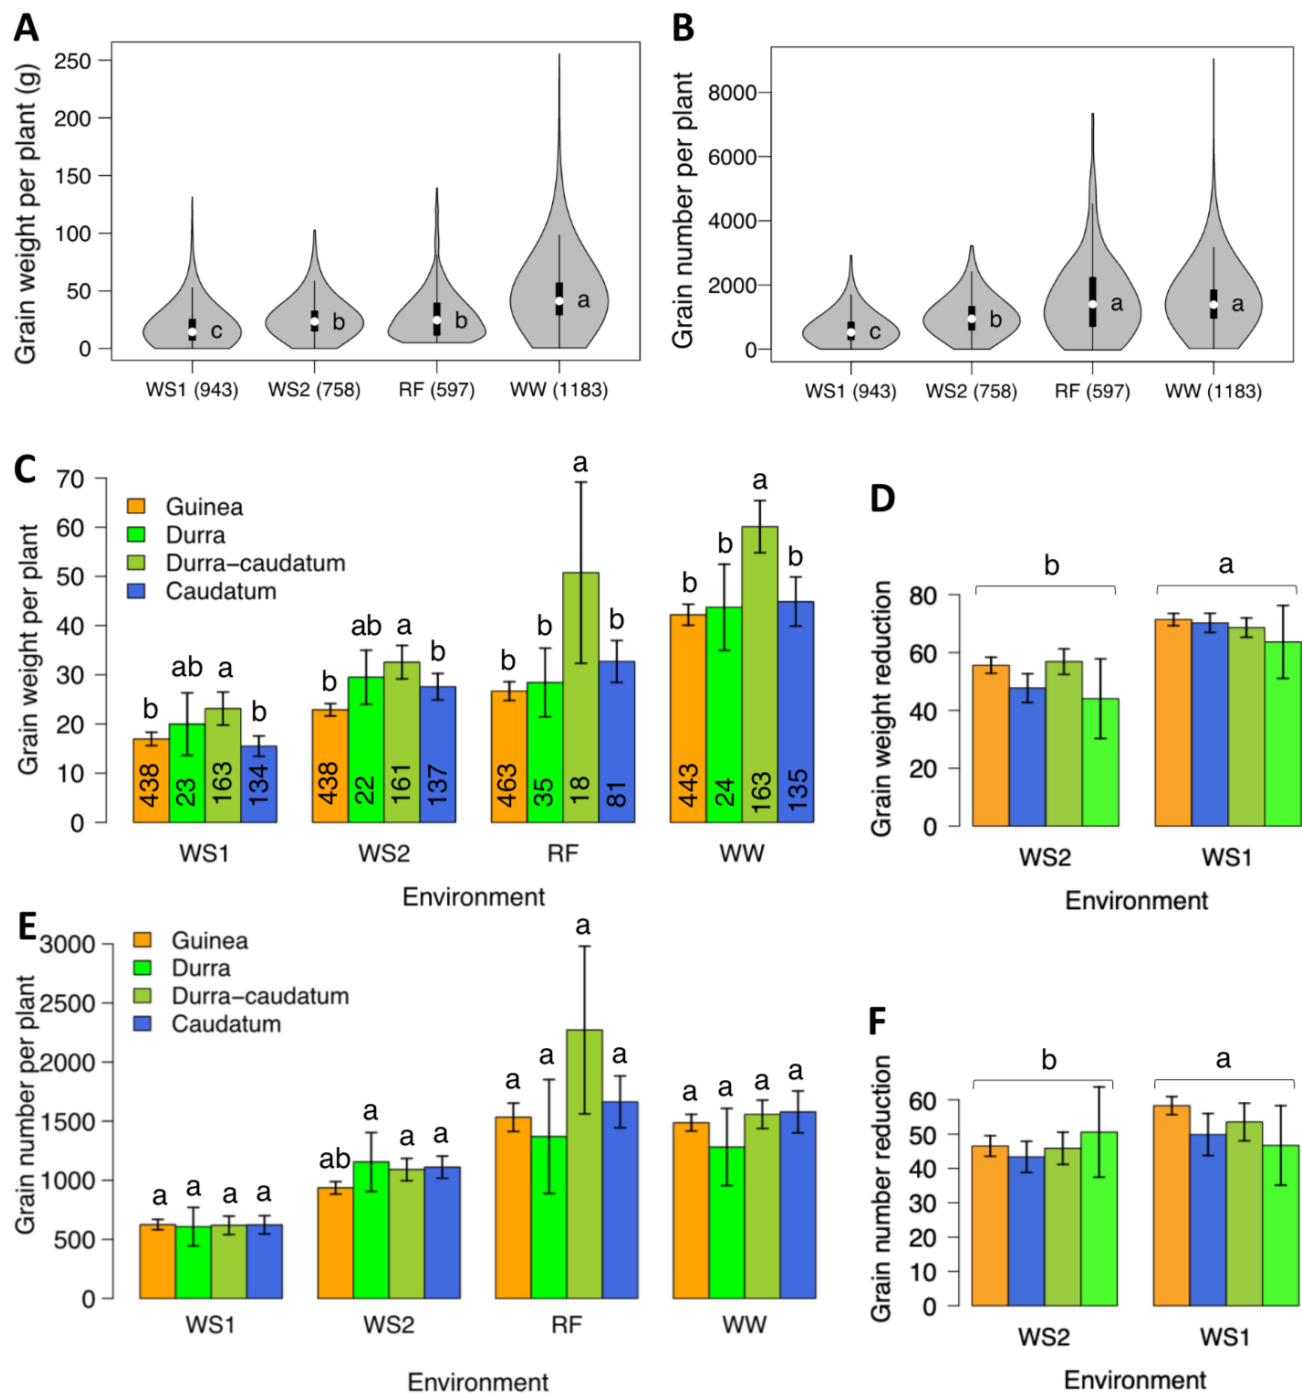 A
Grain weight per plant (g)
250
200
150
100
50
0
c
b
b
a
WS1 (943)
WS2 (758)
RF (597)
WW (1183)
B
Grain number per plant
8000
6000
4000
2000
0
c
b
a
a
WS1 (943)
WS2 (758)
RF (597)
WW (1183)
C
Grain weight per plant
70
60
50
40
30
20
10
0
Guinea
Durra
Durra−caudatum
Caudatum
b
ab
a
b
b
ab
a
b
b
b
a
b
b
b
a
b
438
23
163
134
438
22
161
137
463
35
18
81
443
24
163
135
WS1
WS2
RF
WW
Environment
D
Grain weight reduction
80
60
40
20
0
b
a
WS2
WS1
Environment
E
Grain number per plant
3000
2500
2000
1500
1000
500
0
Guinea
Durra
Durra−caudatum
Caudatum
a
a
a
a
ab
a
a
a
a
a
a
a
a
a
a
a
WS1
WS2
RF
WW
Environment
F
Grain number reduction
60
50
40
30
20
10
0
b
a
WS2
WS1
Environment